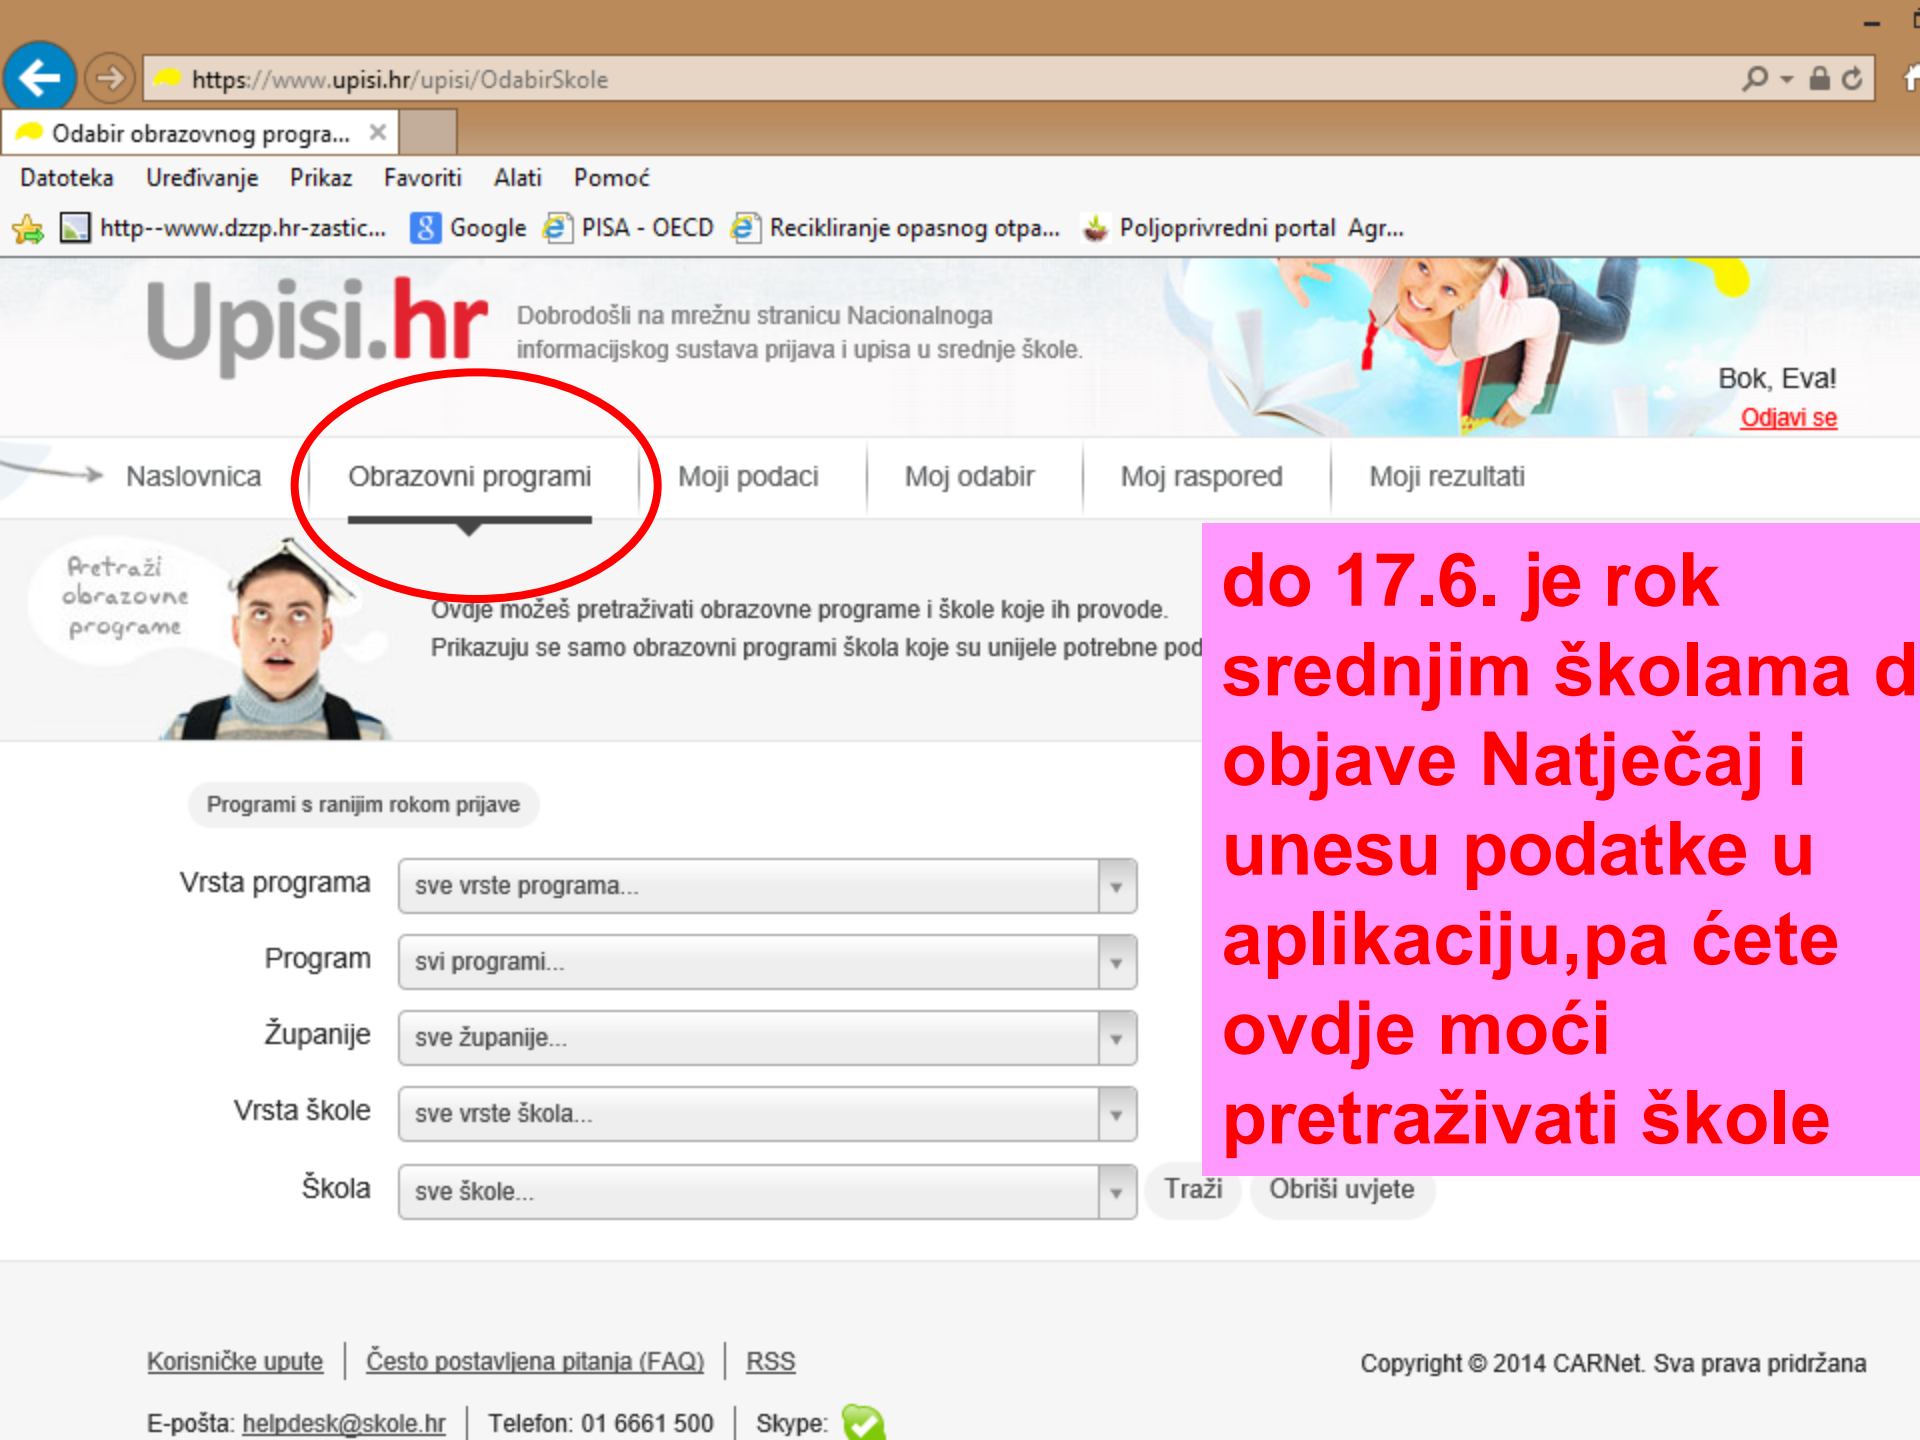 https://www.upisi.hr/upisi/OdabirSkole
Odabir obrazovnog progra...
Datoteka Uređivanje Prikaz Favoriti Alati Pomoć
http--www.dzzp.hr-zastic... Google PISA - OECD Recikliranje opasnog otpa... Poljoprivredni portal Agr...
Upisi.hr
Dobrodošli na mrežnu stranicu Nacionalnoga
informacijskog sustava prijava i upisa u srednje škole.
Bok, Eva!
Odjavi se
Naslovnica Obrazovni programi Moji podaci Moj odabir Moj raspored Moji rezultati
Pretraži
obrazovne
programe
Ovdje možeš pretraživati obrazovne programe i škole koje ih provode.
Prikazuju se samo obrazovni programi škola koje su unijele potrebne pod
do 17.6. je rok
srednjim školama d
objave Natječaj i
unesu podatke u
aplikaciju,pa ćete
ovdje moći
pretraživati škole
Programi s ranijim rokom prijave
Vrsta programa sve vrste programa...
Program svi programi...
Županije sve županije...
Vrsta škole sve vrste škola...
Škola sve škole... Traži Obriši uvjete
Korisničke upute Često postavljena pitanja (FAQ) RSS
Copyright © 2014 CARNet. Sva prava pridržana
E-pošta: helpdesk@skole.hr Telefon: 01 6661 500 Skype: